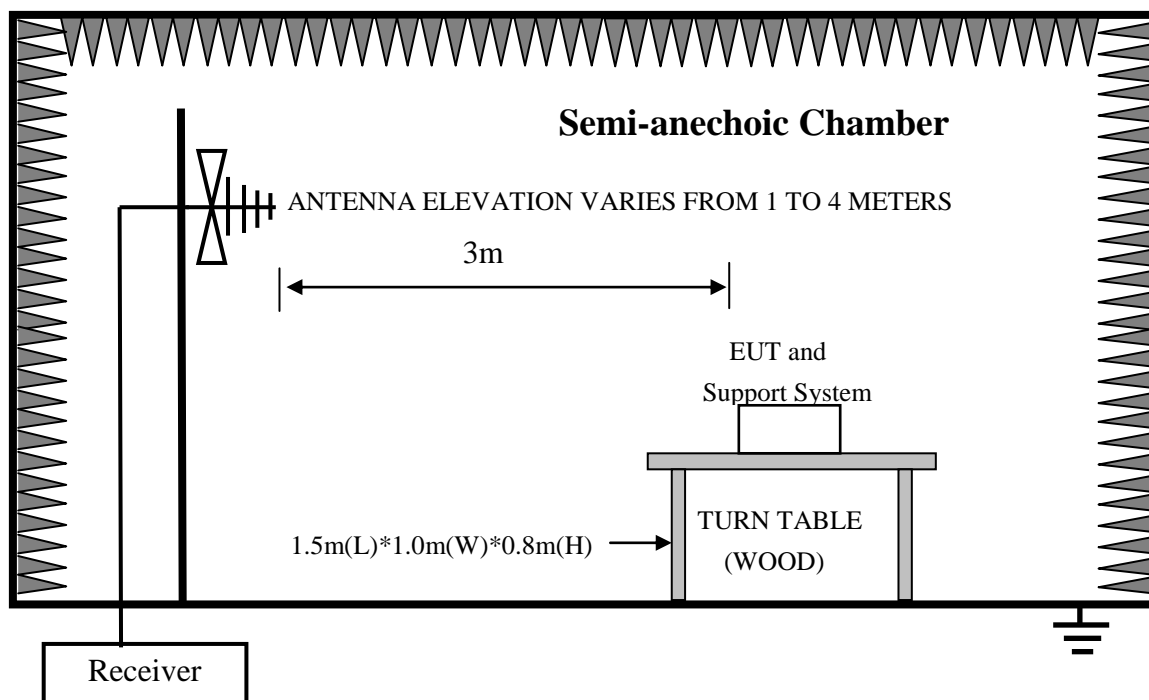 Semi-anechoic Chamber
ANTENNA ELEVATION VARIES FROM 1 TO 4 METERS
3m
EUT and
Support System
TURN TABLE
1.5m(L)*1.0m(W)*0.8m(H)
(WOOD)
Receiver